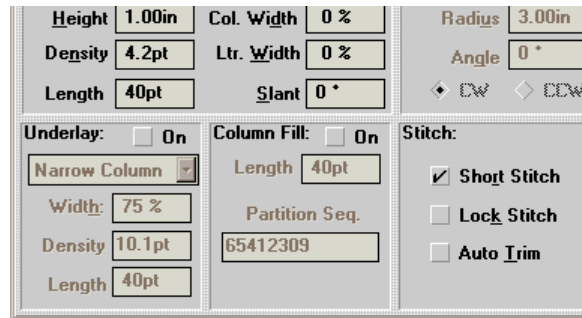 Height 1.00in Col. Width 0 % Radius 3.00in
Density 4.2pt Ltr. Width 0 % Angle 0 °
Length 40pt Slant 0 ° CW CCW
Underlay: On Column Fill: On Stitch:
Narrow Column Length 40pt Short Stitch
Width: 75 % Partition Seq. Lock Stitch
Density 10.1pt 65412309 Auto Trim
Length 40pt